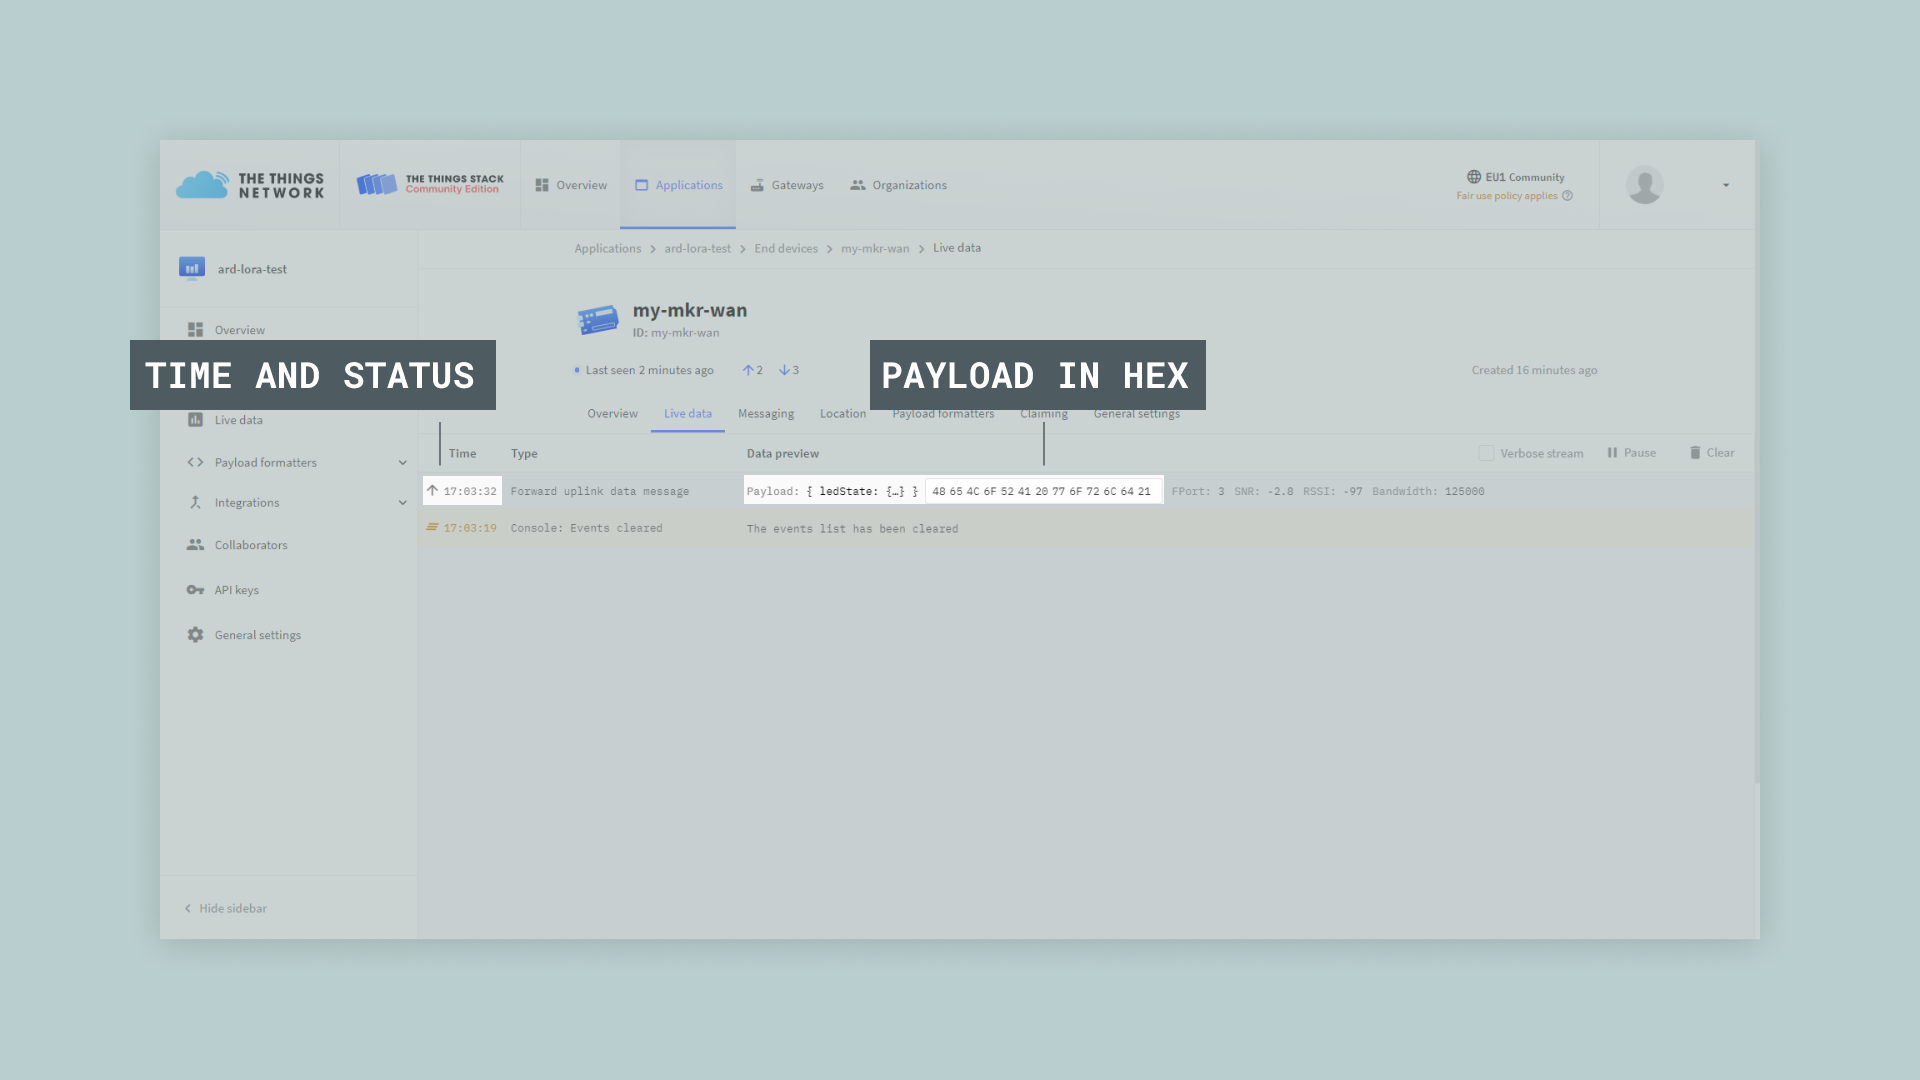 THE THINGS
NETWORK
THE THINGS STACK
Community Edition
Overview
Applications
Gateways
Organizations
EU1 Community
Fair use policy applies
ard-lora-test
Applications > ard-lora-test > End devices > my-mkr-wan > Live data
my-mkr-wan
ID: my-mkr-wan
Overview
TIME AND STATUS
PAYLOAD IN HEX
Last seen 2 minutes ago ↑2 ↓3
Created 16 minutes ago
Live data
Payload formatters
Integrations
Collaborators
API keys
General settings
Overview Live data Messaging Location Payload formatters Claiming General settings
Time Type Data preview
Verbose stream Pause Clear
↑ 17:03:32 Forward uplink data message Payload: { ledState: {…} } 48 65 4C 6F 52 41 20 77 6F 72 6C 64 21 FPort: 3 SNR: -2.8 RSSI: -97 Bandwidth: 125000
17:03:19 Console: Events cleared The events list has been cleared
Hide sidebar